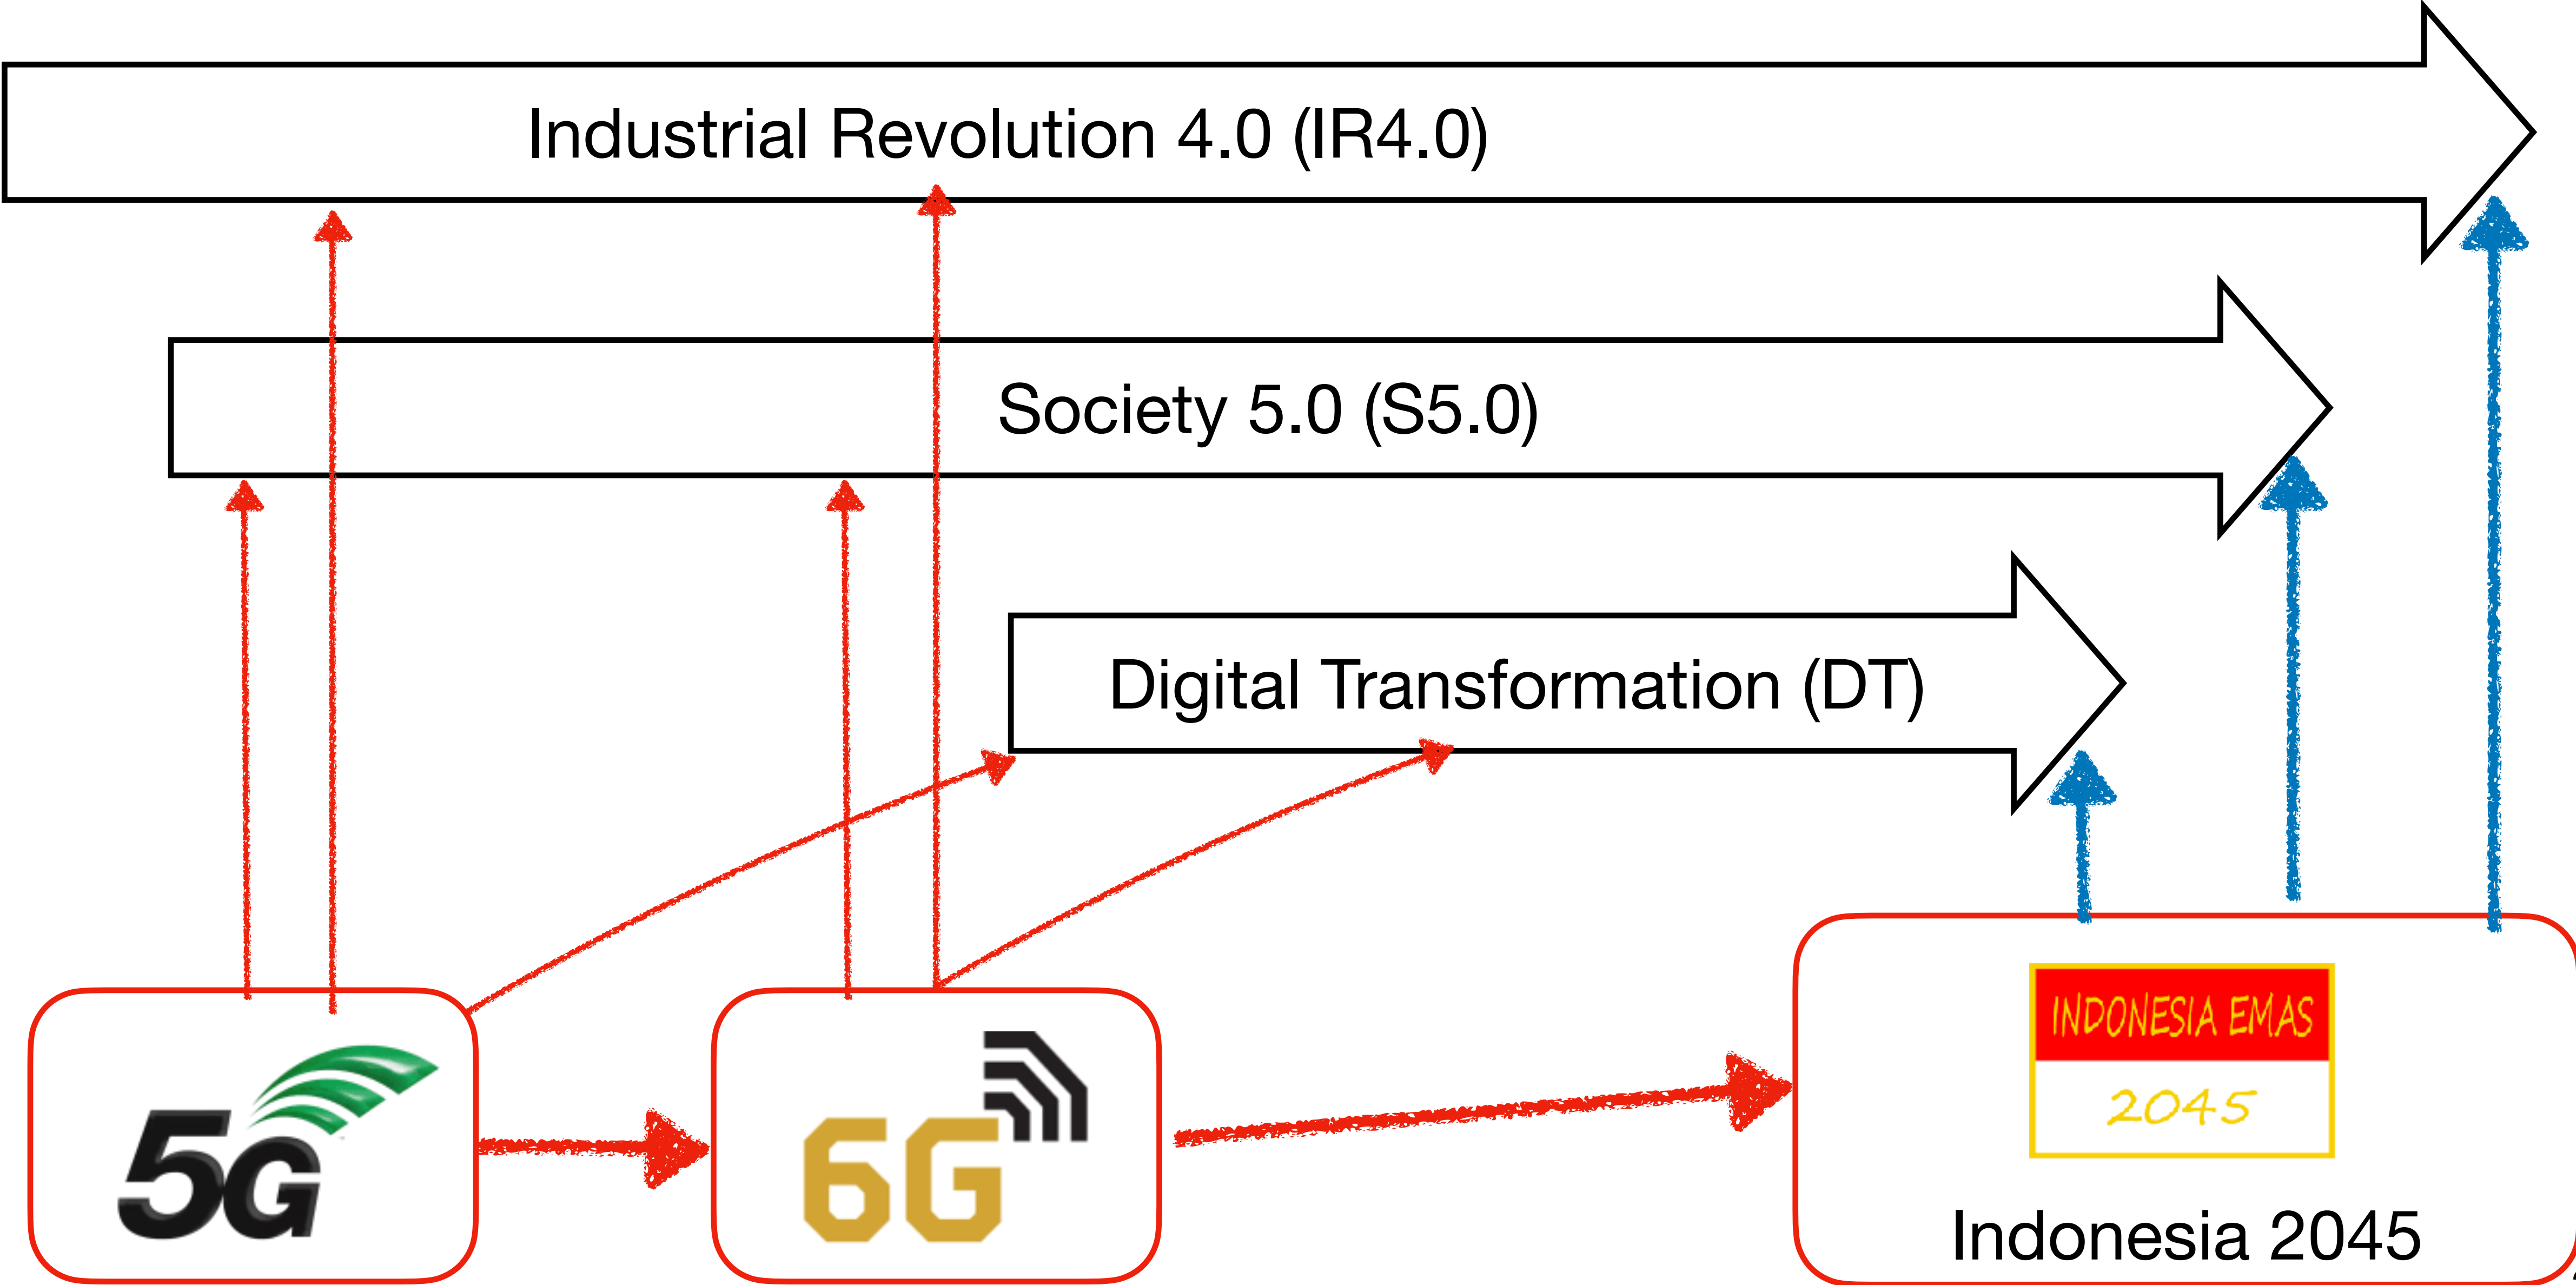 Industrial Revolution 4.0 (IR4.0)
Society 5.0 (S5.0)
Digital Transformation (DT)
5G
6G
INDONESIA EMAS
2045
Indonesia 2045